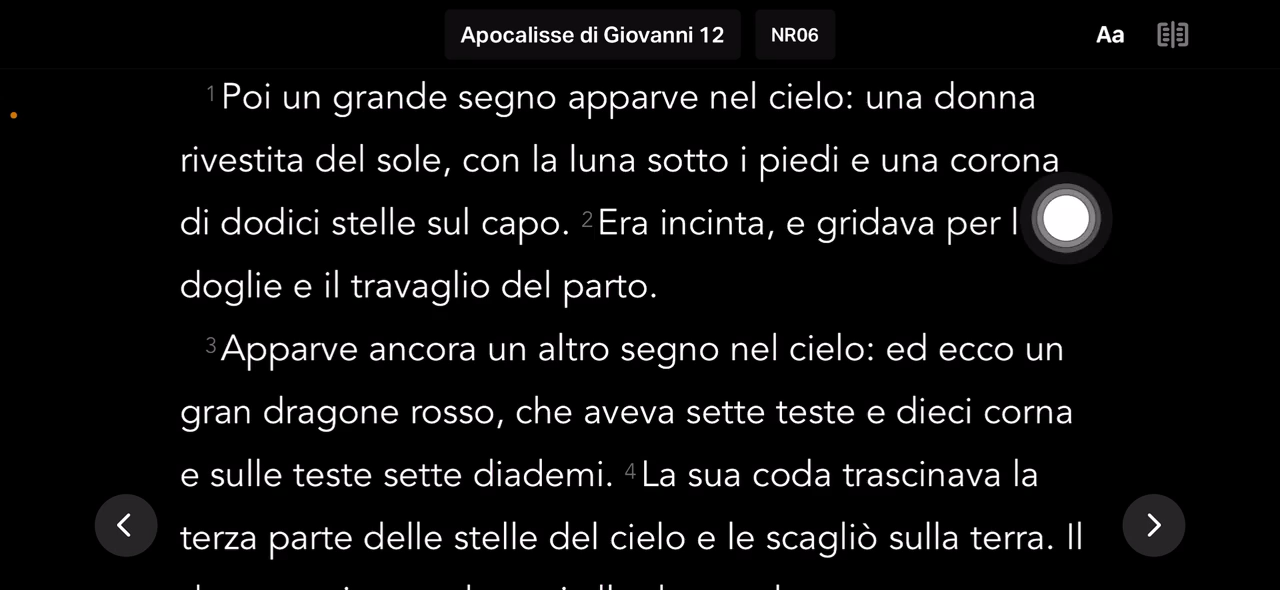 Apocalisse di Giovanni 12 NR06 Aa
1 Poi un grande segno apparve nel cielo: una donna
rivestita del sole, con la luna sotto i piedi e una corona
di dodici stelle sul capo. 2 Era incinta, e gridava per
doglie e il travaglio del parto.
3 Apparve ancora un altro segno nel cielo: ed ecco un
gran dragone rosso, che aveva sette teste e dieci corna
e sulle teste sette diademi. 4 La sua coda trascinava la
terza parte delle stelle del cielo e le scagliò sulla terra. Il